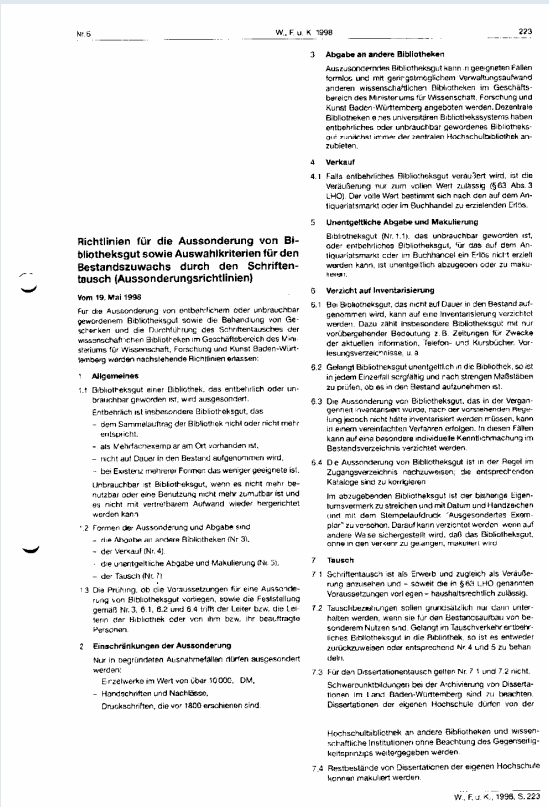 Nr. 6
W., F. u. K. 1998
223
Richtlinien für die Aussonderung von Bi-
bliotheksgut sowie Auswahlkriterien für den
Bestandszuwachs durch den Schriften-
tausch (Aussonderungsrichtlinien)
Vom 19. Mai 1998
Für die Aussonderung von entbehrlichem oder unbrauchbar
gewordenem Bibliotheksgut sowie die Behandlung von Ge-
schenken und die Durchführung des Schriftentausches der
wissenschaftlichen Bibliotheken im Geschäftsbereich des Mini-
steriums für Wissenschaft, Forschung und Kunst Baden-Würt-
temberg werden nachstehende Richtlinien erlassen:
1 Allgemeines
1.1 Bibliotheksgut einer Bibliothek, das entbehrlich oder un-
brauchbar geworden ist, wird ausgesondert.
Entbehrlich ist insbesondere Bibliotheksgut, das
– dem Sammelauftrag der Bibliothek nicht oder nicht mehr
entspricht,
– als Mehrfachexemplar am Ort vorhanden ist,
– nicht auf Dauer in den Bestand aufgenommen wird,
– bei Existenz mehrerer Formen das weniger geeignete ist.
Unbrauchbar ist Bibliotheksgut, wenn es nicht mehr be-
nutzbar oder eine Benutzung nicht mehr zumutbar ist und
es nicht mit vertretbarem Aufwand wieder hergerichtet
werden kann
1.2 Formen der Aussonderung und Abgabe sind
– die Abgabe an andere Bibliotheken (Nr 3),
– der Verkauf (Nr. 4),
– die unentgeltliche Abgabe und Makulierung (Nr. 5),
– der Tausch (Nr. 7)
1.3 Die Prüfung, ob die Voraussetzungen für eine Aussonde-
rung von Bibliotheksgut vorliegen, sowie die Feststellung
gemäß Nr. 3, 6.1, 6.2 und 6.4 trifft der Leiter bzw. die Lei-
terin der Bibliothek oder von ihm bzw. ihr beauftragte
Personen.
2 Einschränkungen der Aussonderung
Nur in begründeten Ausnahmefällen dürfen ausgesondert
werden:
Einzelwerke im Wert von über 10000, DM,
– Handschriften und Nachlässe,
Druckschriften, die vor 1800 erschienen sind.
3 Abgabe an andere Bibliotheken
Auszusonderndes Bibliotheksgut kann in geeigneten Fällen
formlos und mit geringstmöglichem Verwaltungsaufwand
anderen wissenschaftlichen Bibliotheken im Geschäfts-
bereich des Ministeriums für Wissenschaft, Forschung und
Kunst Baden-Württemberg angeboten werden. Dezentrale
Bibliotheken eines universitären Bibliothekssystems haben
entbehrliches oder unbrauchbar gewordenes Bibliotheks-
gut zunächst immer der zentralen Hochschulbibliothek an-
zubieten.
4 Verkauf
4.1 Falls entbehrliches Bibliotheksgut veräußert wird, ist die
Veräußerung nur zum vollen Wert zulässig (§ 63 Abs. 3
LHO). Der volle Wert bestimmt sich nach den auf dem An-
tiquariatsmarkt oder im Buchhandel zu erzielenden Erlös.
5 Unentgeltliche Abgabe und Makulierung
Bibliotheksgut (Nr. 1.1), das unbrauchbar geworden ist,
oder entbehrliches Bibliotheksgut, für das auf dem An-
tiquariatsmarkt oder im Buchhandel ein Erlös nicht erzielt
werden kann, ist unentgeltlich abzugeben oder zu maku-
lieren.
6 Verzicht auf Inventarisierung
6.1 Bei Bibliotheksgut, das nicht auf Dauer in den Bestand auf-
genommen wird, kann auf eine Inventarisierung verzichtet
werden. Dazu zählt insbesondere Bibliotheksgut mit nur
vorübergehender Bedeutung z. B. Zeitungen für Zwecke
der aktuellen Information, Telefon- und Kursbücher, Vor-
lesungsverzeichnisse, u. a
6.2 Gelangt Bibliotheksgut unentgeltlich in die Bibliothek, so ist
in jedem Einzelfall sorgfältig und nach strengen Maßstäben
zu prüfen, ob es in den Bestand aufzunehmen ist.
6.3 Die Aussonderung von Bibliotheksgut, das in der Vergan-
genheit inventarisiert wurde, nach der vorstehenden Rege-
lung jedoch nicht hätte inventarisiert werden müssen, kann
in einem vereinfachten Verfahren erfolgen. In diesen Fällen
kann auf eine besondere individuelle Kenntlichmachung im
Bestandsverzeichnis verzichtet werden.
6.4 Die Aussonderung von Bibliotheksgut ist in der Regel im
Zugangsverzeichnis nachzuweisen; die entsprechenden
Kataloge sind zu korrigieren
Im abzugebenden Bibliotheksgut ist der bisherige Eigen-
tumsvermerk zu streichen und mit Datum und Handzeichen
und mit dem Stempelaufdruck "Ausgesondertes Exem-
plar" zu versehen. Darauf kann verzichtet werden, wenn auf
andere Weise sichergestellt wird, daß das Bibliotheksgut,
ohne in den Verkehr zu gelangen, makuliert wird
7 Tausch
7.1 Schriftentausch ist als Erwerb und zugleich als Veräuße-
rung anzusehen und – soweit die in § 63 LHO genannten
Voraussetzungen vorliegen – haushaltsrechtlich zulässig.
7.2 Tauschbeziehungen sollen grundsätzlich nur dann unter-
halten werden, wenn sie für den Bestandsaufbau von be-
sonderem Nutzen sind. Gelangt im Tauschverkehr entbehr-
liches Bibliotheksgut in die Bibliothek, so ist es entweder
zurückzuweisen oder entsprechend Nr. 4 und 5 zu behan-
deln.
7.3 Für den Dissertationentausch gelten Nr. 7 1 und 7.2 nicht.
Schwerpunktbildungen bei der Archivierung von Disserta-
tionen im Land Baden-Württemberg sind zu beachten.
Dissertationen der eigenen Hochschule dürfen von der
Hochschulbibliothek an andere Bibliotheken und wissen-
schaftliche Institutionen ohne Beachtung des Gegenseitig-
keitsprinzips weitergegeben werden.
7.4 Restbestände von Dissertationen der eigenen Hochschule
können makuliert werden.
W., F. u. K., 1998, S. 223